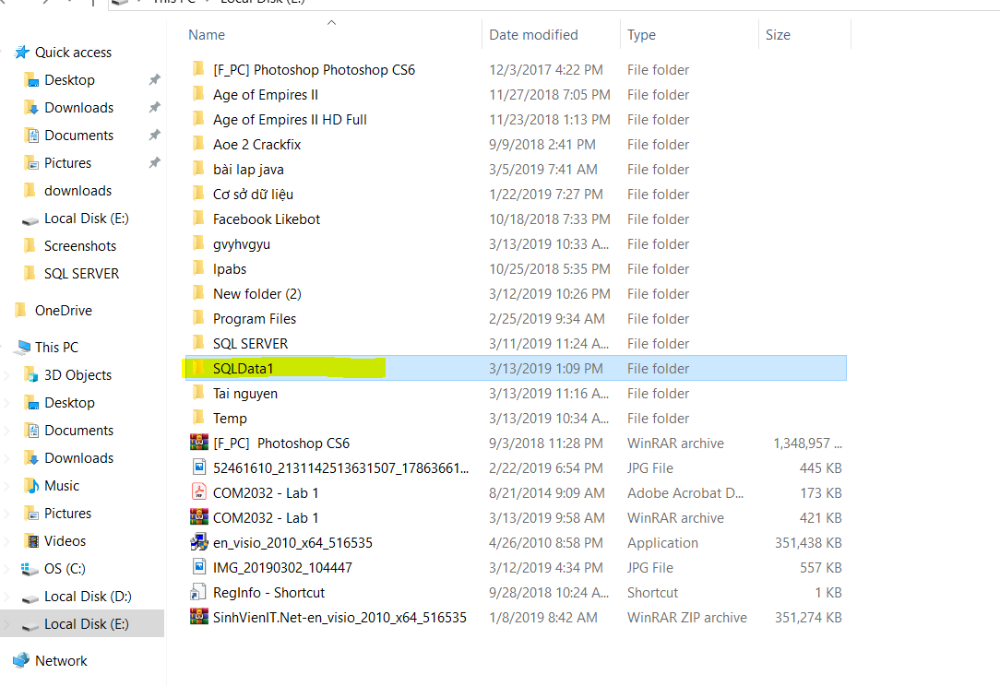 This PC Local Disk (E:)
Name Date modified Type Size
Quick access
Desktop
Downloads
Documents
Pictures
downloads
Local Disk (E:)
Screenshots
SQL SERVER
OneDrive
This PC
3D Objects
Desktop
Documents
Downloads
Music
Pictures
Videos
OS (C:)
Local Disk (D:)
Local Disk (E:)
Network
[F_PC] Photoshop Photoshop CS6 12/3/2017 4:22 PM File folder
Age of Empires II 11/27/2018 7:05 PM File folder
Age of Empires II HD Full 11/23/2018 1:13 PM File folder
Aoe 2 Crackfix 9/9/2018 2:41 PM File folder
bài lap java 3/5/2019 7:41 AM File folder
Cơ sở dữ liệu 1/22/2019 7:27 PM File folder
Facebook Likebot 10/18/2018 7:33 PM File folder
gvyhvgyu 3/13/2019 10:33 A... File folder
lpabs 10/25/2018 5:35 PM File folder
New folder (2) 3/12/2019 10:26 PM File folder
Program Files 2/25/2019 9:34 AM File folder
SQL SERVER 3/11/2019 11:24 A... File folder
SQLData1 3/13/2019 1:09 PM File folder
Tai nguyen 3/13/2019 11:16 A... File folder
Temp 3/13/2019 10:34 A... File folder
[F_PC] Photoshop CS6 9/3/2018 11:28 PM WinRAR archive 1,348,957 ...
52461610_2131142513631507_17863661... 2/22/2019 6:54 PM JPG File 445 KB
COM2032 - Lab 1 8/21/2014 9:09 AM Adobe Acrobat D... 173 KB
COM2032 - Lab 1 3/13/2019 9:58 AM WinRAR archive 421 KB
en_visio_2010_x64_516535 4/26/2010 8:58 PM Application 351,438 KB
IMG_20190302_104447 3/12/2019 4:34 PM JPG File 557 KB
RegInfo - Shortcut 9/28/2018 10:24 A... Shortcut 1 KB
SinhVienIT.Net-en_visio_2010_x64_516535 1/8/2019 8:42 AM WinRAR ZIP archive 351,274 KB